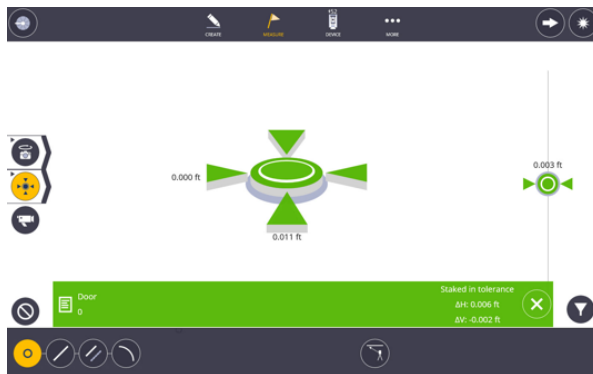 CREATE
MEASURE
DEVICE
MORE
0.003 ft
0.000 ft
0.011 ft
Door
0
Staked in tolerance
ΔH: 0.006 ft
ΔV: -0.002 ft